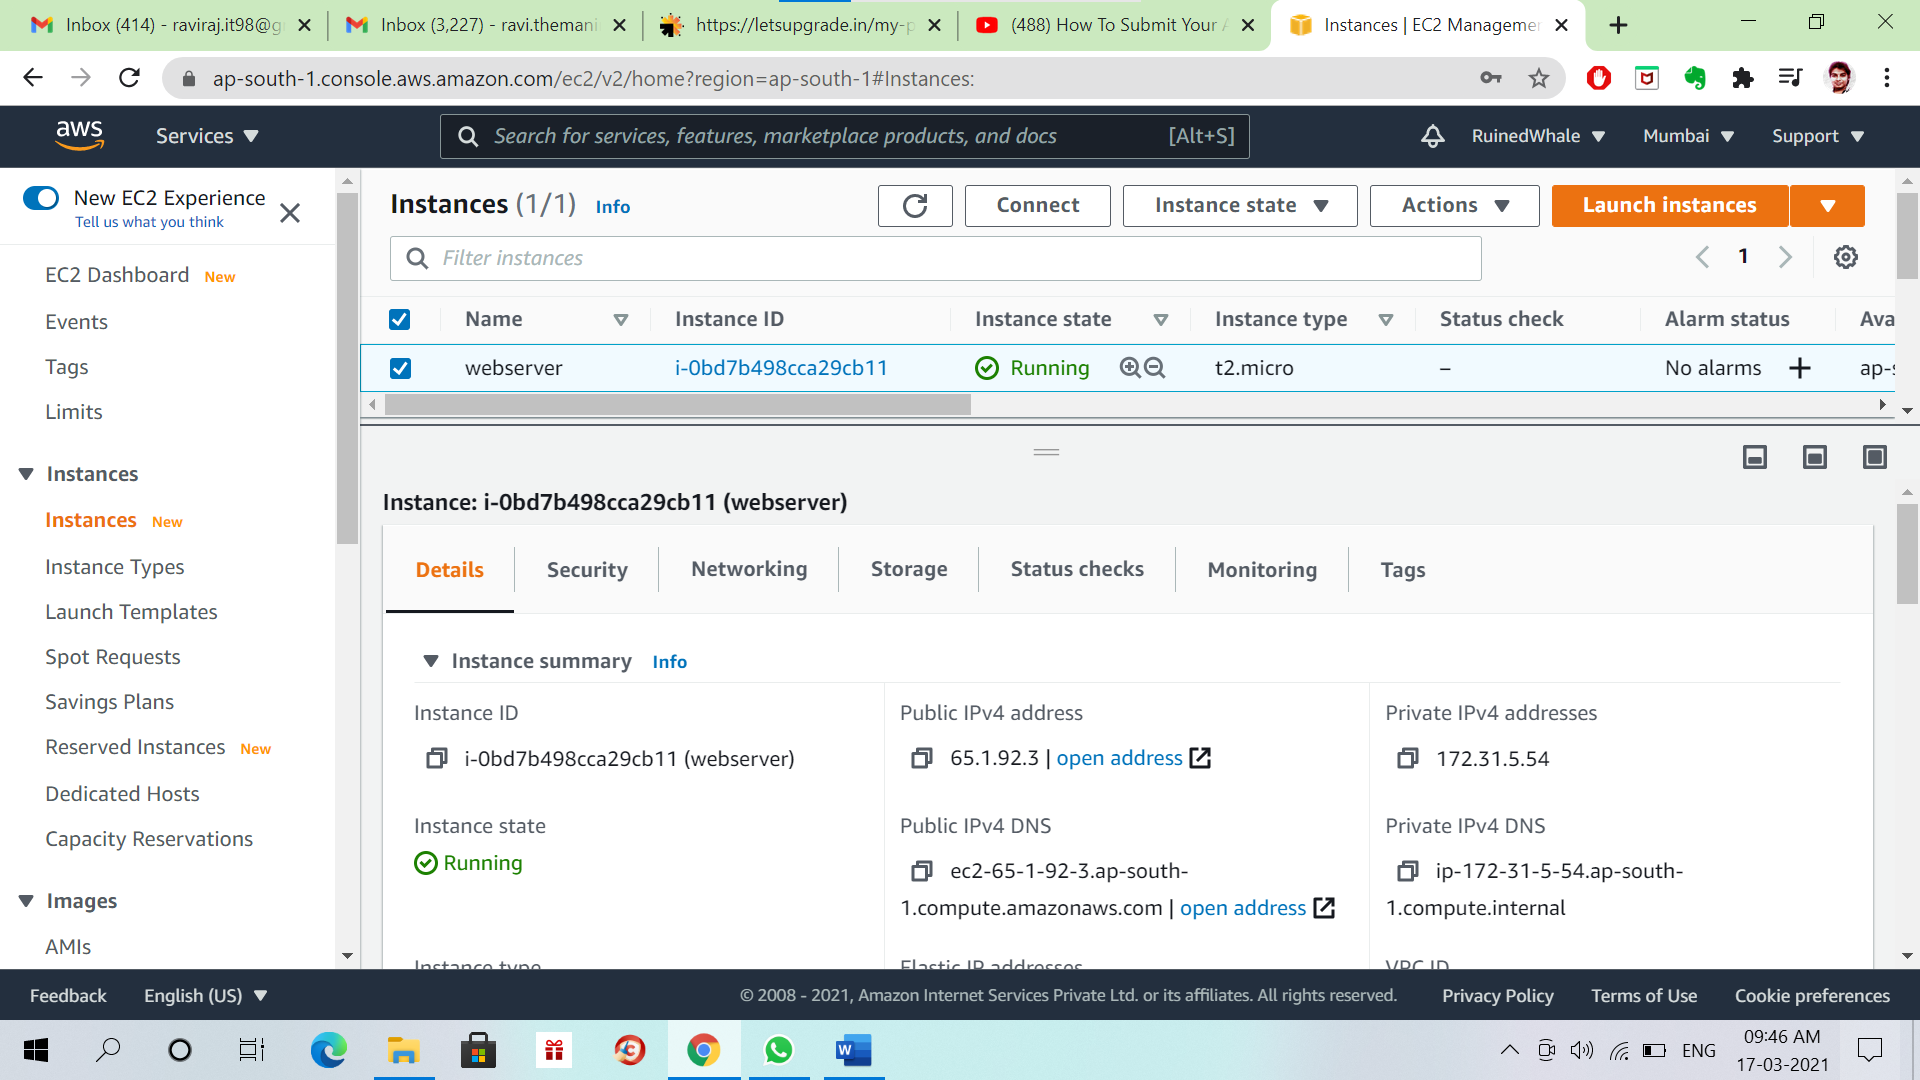 Inbox (414) - raviraj.it98@g
Inbox (3,227) - ravi.themani
https://letsupgrade.in/my-p
(488) How To Submit Your A
Instances | EC2 Managemen
ap-south-1.console.aws.amazon.com/ec2/v2/home?region=ap-south-1#Instances:
aws
Services
Search for services, features, marketplace products, and docs [Alt+S]
RuinedWhale
Mumbai
Support
New EC2 Experience
Tell us what you think
EC2 Dashboard New
Events
Tags
Limits
Instances
Instances New
Instance Types
Launch Templates
Spot Requests
Savings Plans
Reserved Instances New
Dedicated Hosts
Capacity Reservations
Images
AMIs
Instances (1/1) Info
Connect
Instance state
Actions
Launch instances
Filter instances
1
Name Instance ID Instance state Instance type Status check Alarm status Ava
webserver i-0bd7b498cca29cb11 Running t2.micro – No alarms + ap-s
Instance: i-0bd7b498cca29cb11 (webserver)
Details Security Networking Storage Status checks Monitoring Tags
Instance summary Info
Instance ID
i-0bd7b498cca29cb11 (webserver)
Public IPv4 address
65.1.92.3 | open address
Private IPv4 addresses
172.31.5.54
Instance state
Running
Public IPv4 DNS
ec2-65-1-92-3.ap-south-
1.compute.amazonaws.com | open address
Private IPv4 DNS
ip-172-31-5-54.ap-south-
1.compute.internal
Instance type
Elastic IP addresses
VPC ID
Feedback English (US) © 2008 - 2021, Amazon Internet Services Private Ltd. or its affiliates. All rights reserved. Privacy Policy Terms of Use Cookie preferences
ENG
09:46 AM
17-03-2021